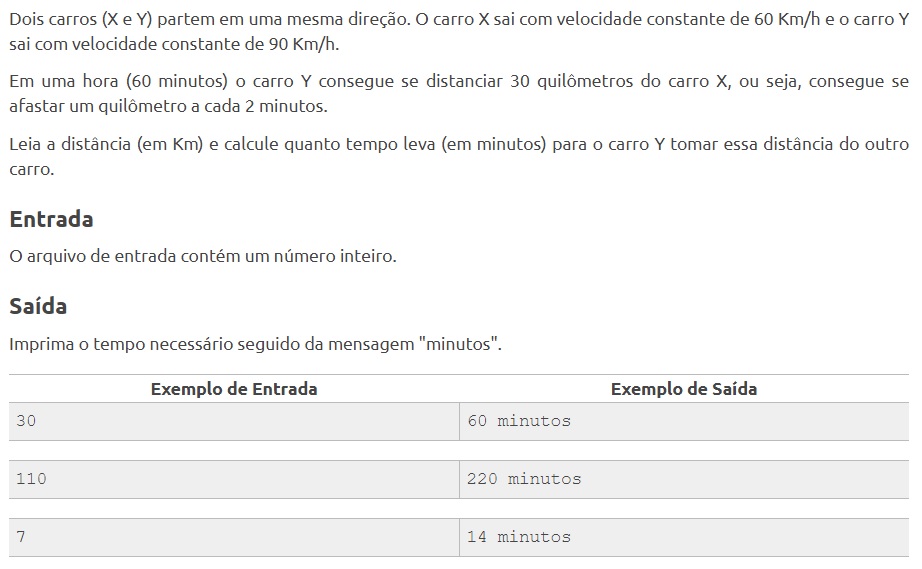 Dois carros (X e Y) partem em uma mesma direção. O carro X sai com velocidade constante de 60 Km/h e o carro Y
sai com velocidade constante de 90 Km/h.
Em uma hora (60 minutos) o carro Y consegue se distanciar 30 quilômetros do carro X, ou seja, consegue se
afastar um quilômetro a cada 2 minutos.
Leia a distância (em Km) e calcule quanto tempo leva (em minutos) para o carro Y tomar essa distância do outro
carro.
Entrada
O arquivo de entrada contém um número inteiro.
Saída
Imprima o tempo necessário seguido da mensagem "minutos".
Exemplo de Entrada Exemplo de Saída
30 60 minutos
110 220 minutos
7 14 minutos